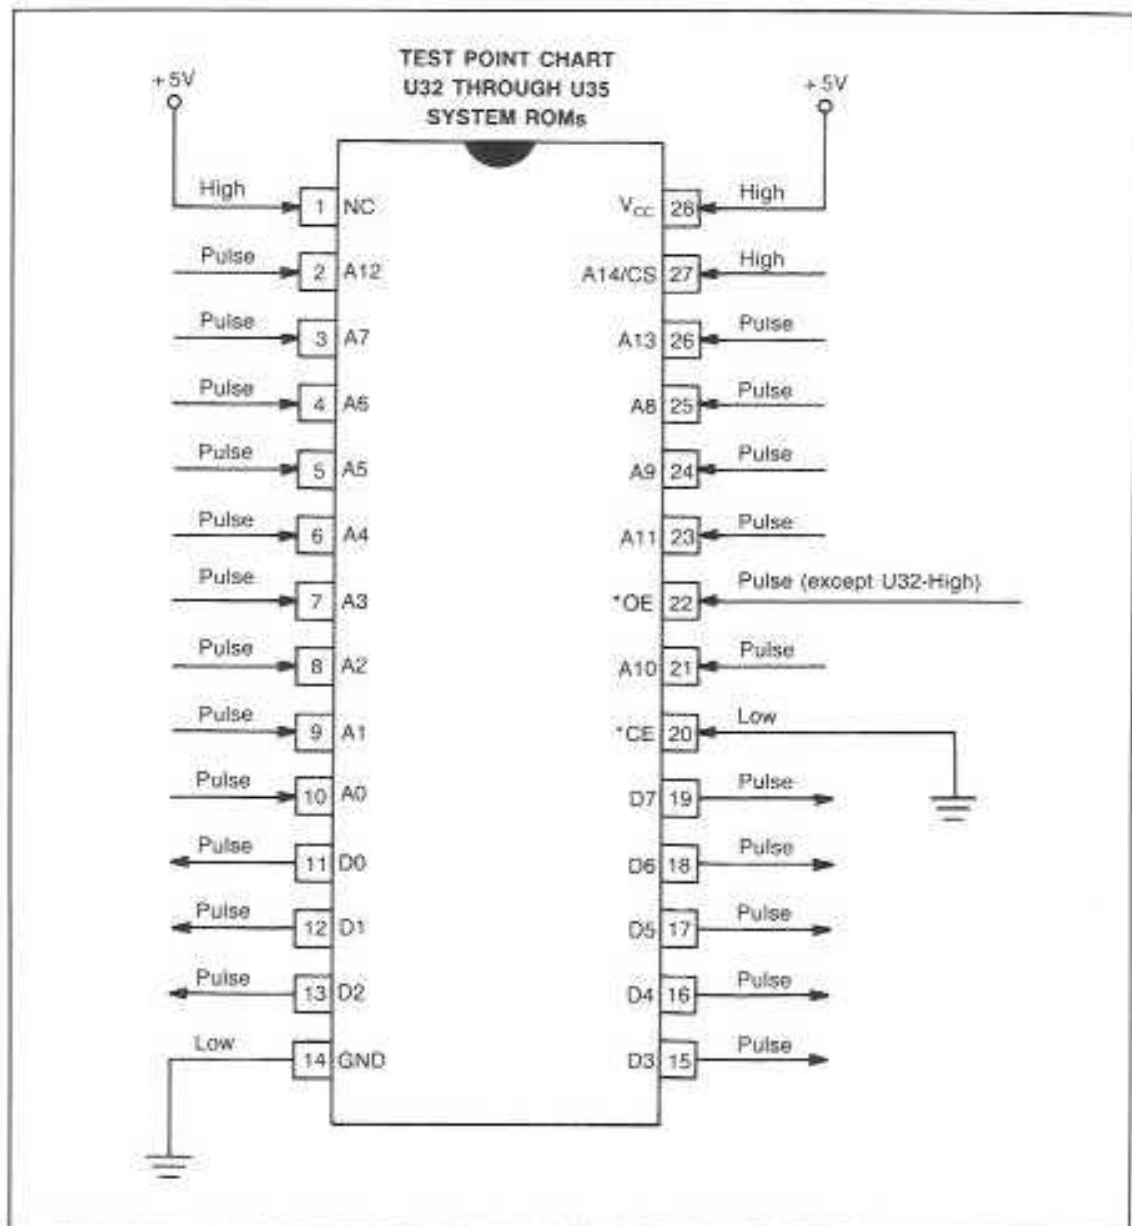 TEST POINT CHART
U32 THROUGH U35
SYSTEM ROMs
+5V
+5V
High 1 NC
VCC 28 High
Pulse 2 A12
A14/CS 27 High
Pulse 3 A7
A13 26 Pulse
Pulse 4 A6
A8 25 Pulse
Pulse 5 A5
A9 24 Pulse
Pulse 6 A4
A11 23 Pulse
Pulse 7 A3
*OE 22 Pulse (except U32-High)
Pulse 8 A2
A10 21 Pulse
Pulse 9 A1
*CE 20 Low
Pulse 10 A0
D7 19 Pulse
Pulse 11 D0
D6 18 Pulse
Pulse 12 D1
D5 17 Pulse
Pulse 13 D2
D4 16 Pulse
Low 14 GND
D3 15 Pulse